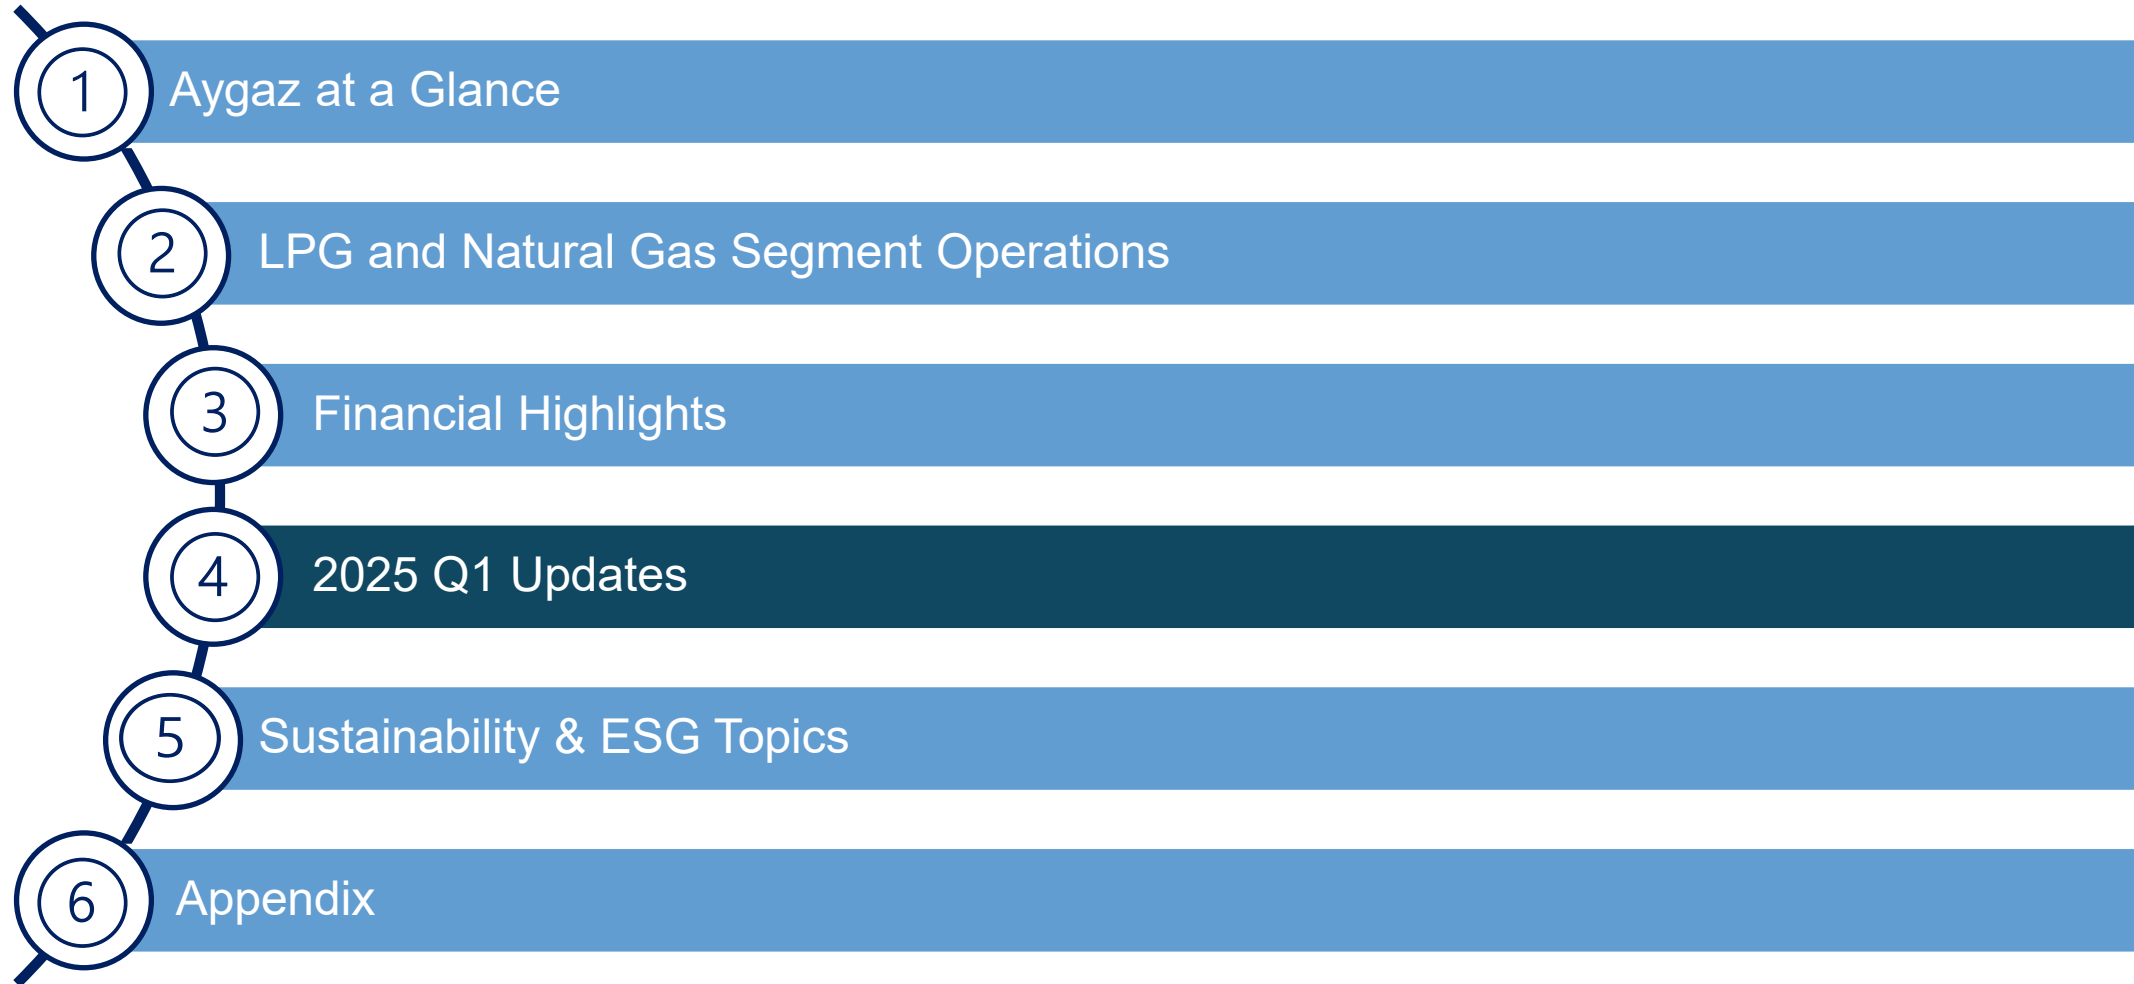 1 Aygaz at a Glance
2 LPG and Natural Gas Segment Operations
3 Financial Highlights
4 2025 Q1 Updates
5 Sustainability & ESG Topics
6 Appendix